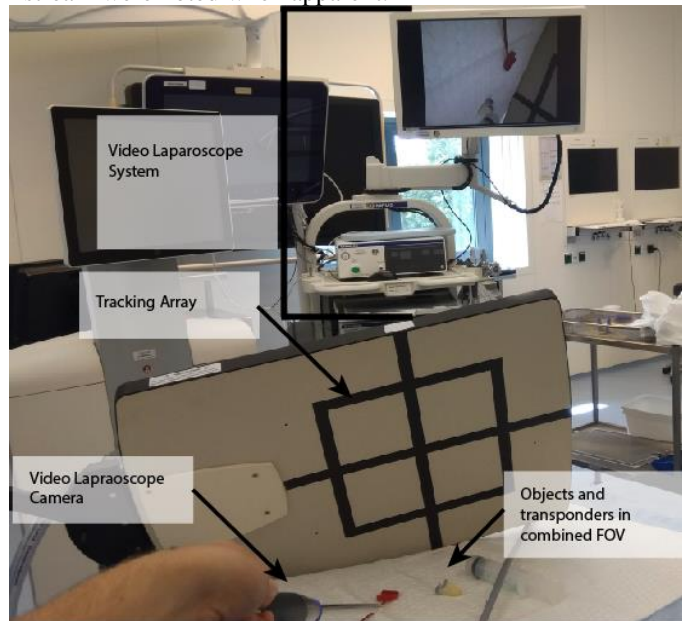 Video Laparoscope
System
Tracking Array
Video Lapraoscope
Camera
Objects and
transponders in
combined FOV